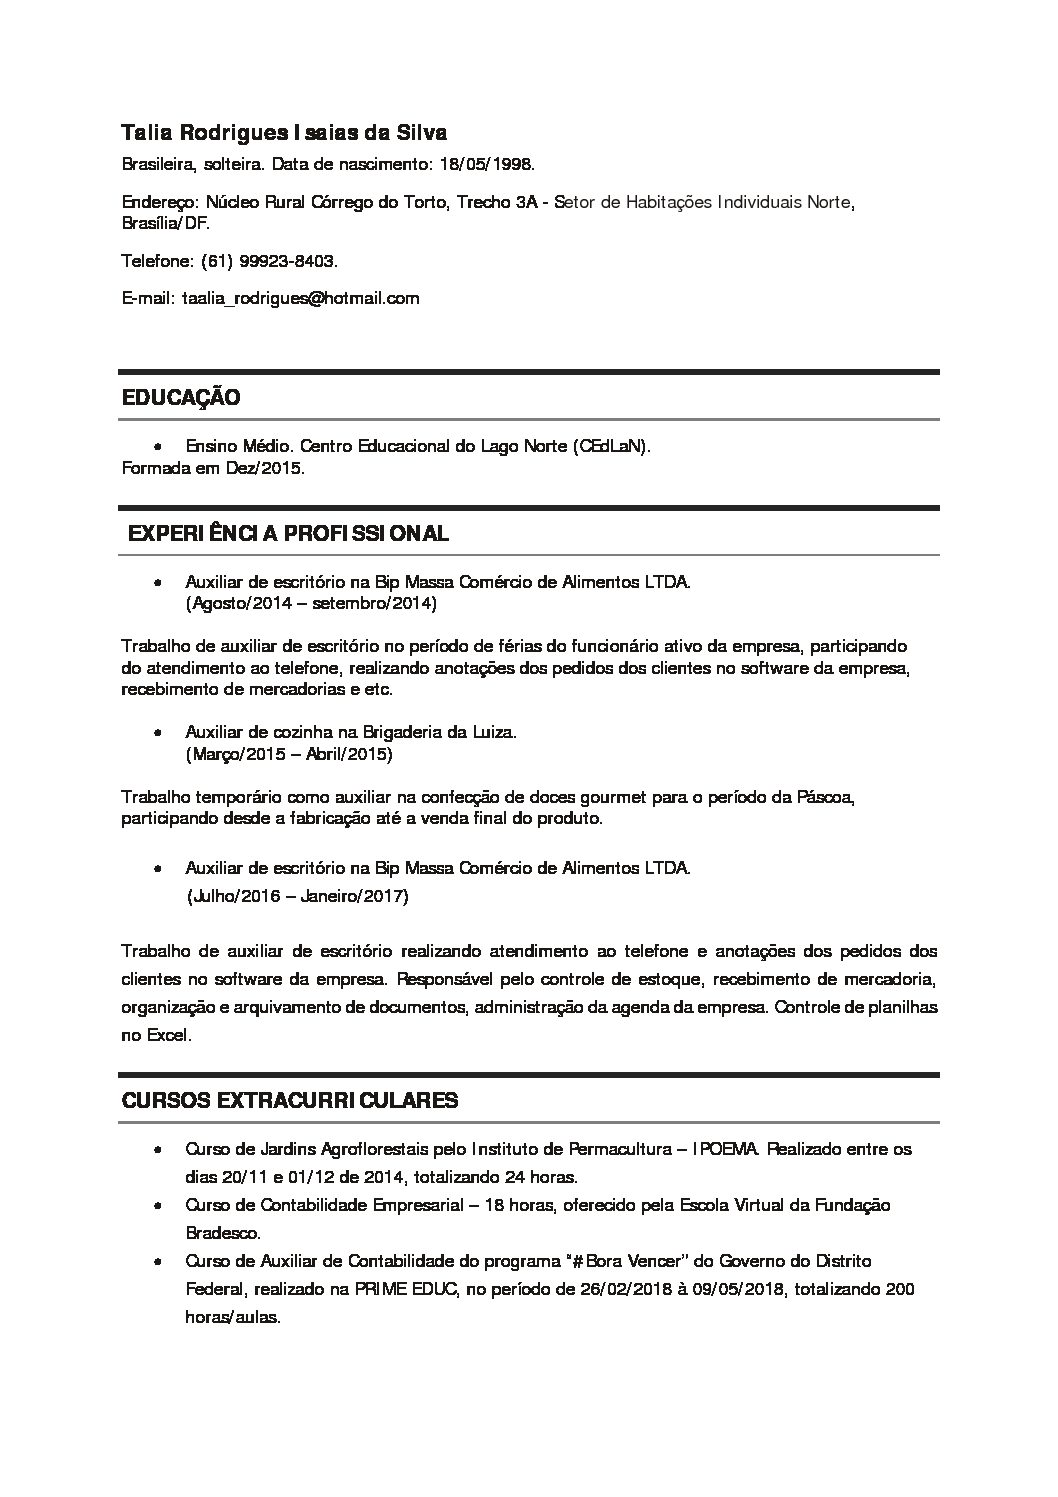 Talia Rodrigues Isaias da Silva
Brasileira, solteira. Data de nascimento: 18/05/1998.
Endereço: Núcleo Rural Córrego do Torto, Trecho 3A - Setor de Habitações Individuais Norte,
Brasília/DF.
Telefone: (61) 99923-8403.
E-mail: taalia_rodrigues@hotmail.com
EDUCAÇÃO
• Ensino Médio. Centro Educacional do Lago Norte (CEdLaN).
Formada em Dez/2015.
EXPERIÊNCIA PROFISSIONAL
• Auxiliar de escritório na Bip Massa Comércio de Alimentos LTDA.
(Agosto/2014 – setembro/2014)
Trabalho de auxiliar de escritório no período de férias do funcionário ativo da empresa, participando
do atendimento ao telefone, realizando anotações dos pedidos dos clientes no software da empresa,
recebimento de mercadorias e etc.
• Auxiliar de cozinha na Brigaderia da Luiza.
(Março/2015 – Abril/2015)
Trabalho temporário como auxiliar na confecção de doces gourmet para o período da Páscoa,
participando desde a fabricação até a venda final do produto.
• Auxiliar de escritório na Bip Massa Comércio de Alimentos LTDA.
(Julho/2016 – Janeiro/2017)
Trabalho de auxiliar de escritório realizando atendimento ao telefone e anotações dos pedidos dos
clientes no software da empresa. Responsável pelo controle de estoque, recebimento de mercadoria,
organização e arquivamento de documentos, administração da agenda da empresa. Controle de planilhas
no Excel.
CURSOS EXTRACURRICULARES
• Curso de Jardins Agroflorestais pelo Instituto de Permacultura – IPOEMA. Realizado entre os
dias 20/11 e 01/12 de 2014, totalizando 24 horas.
• Curso de Contabilidade Empresarial – 18 horas, oferecido pela Escola Virtual da Fundação
Bradesco.
• Curso de Auxiliar de Contabilidade do programa “#Bora Vencer” do Governo do Distrito
Federal, realizado na PRIME EDUC, no período de 26/02/2018 à 09/05/2018, totalizando 200
horas/aulas.